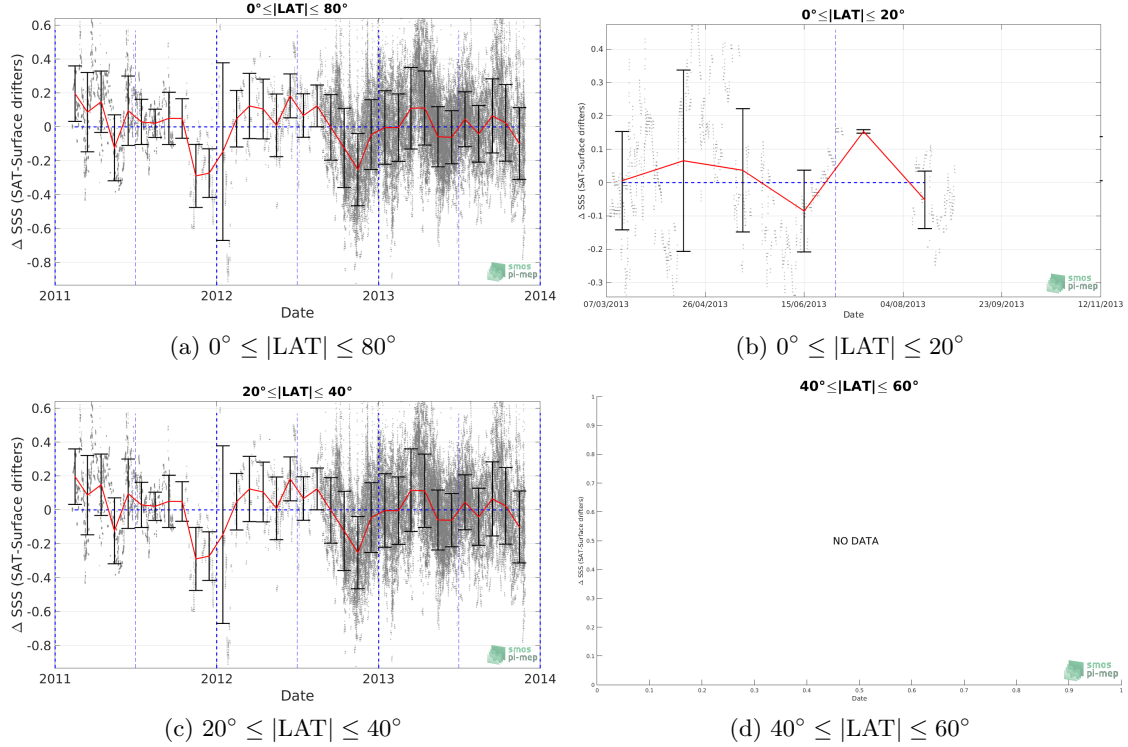 0°≤|LAT|≤ 80°
0.6
0.4
0.2
0
-0.2
-0.4
-0.6
-0.8
Δ SSS (SAT-Surface drifters)
2011 2012 2013 2014
Date
smos
pi-mep
(a) 0° ≤ |LAT| ≤ 80°
0°≤|LAT|≤ 20°
0.4
0.3
0.2
0.1
0
-0.1
-0.2
-0.3
Δ SSS (SAT-Surface drifters)
07/03/2013 26/04/2013 15/06/2013 04/08/2013 23/09/2013 12/11/2013
Date
smos
pi-mep
(b) 0° ≤ |LAT| ≤ 20°
20°≤|LAT|≤ 40°
0.6
0.4
0.2
0
-0.2
-0.4
-0.6
-0.8
Δ SSS (SAT-Surface drifters)
2011 2012 2013 2014
Date
smos
pi-mep
(c) 20° ≤ |LAT| ≤ 40°
40°≤|LAT|≤ 60°
1
0.9
0.8
0.7
0.6
0.5
0.4
0.3
0.2
0.1
0
Δ SSS (SAT-Surface drifters)
NO DATA
0 0.1 0.2 0.3 0.4 0.5 0.6 0.7 0.8 0.9 1
Date
smos
pi-mep
(d) 40° ≤ |LAT| ≤ 60°